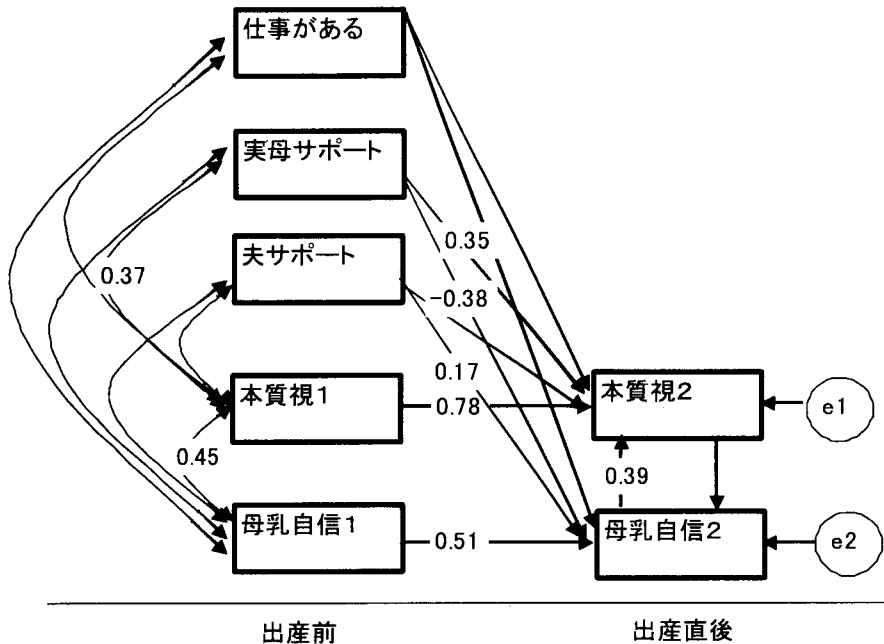 仕事がある
実母サポート
0.35
夫サポート
0.37
-0.38
0.17
本質視1
0.78
本質視2
e1
0.45
0.39
母乳自信1
0.51
母乳自信2
e2
出産前
出産直後